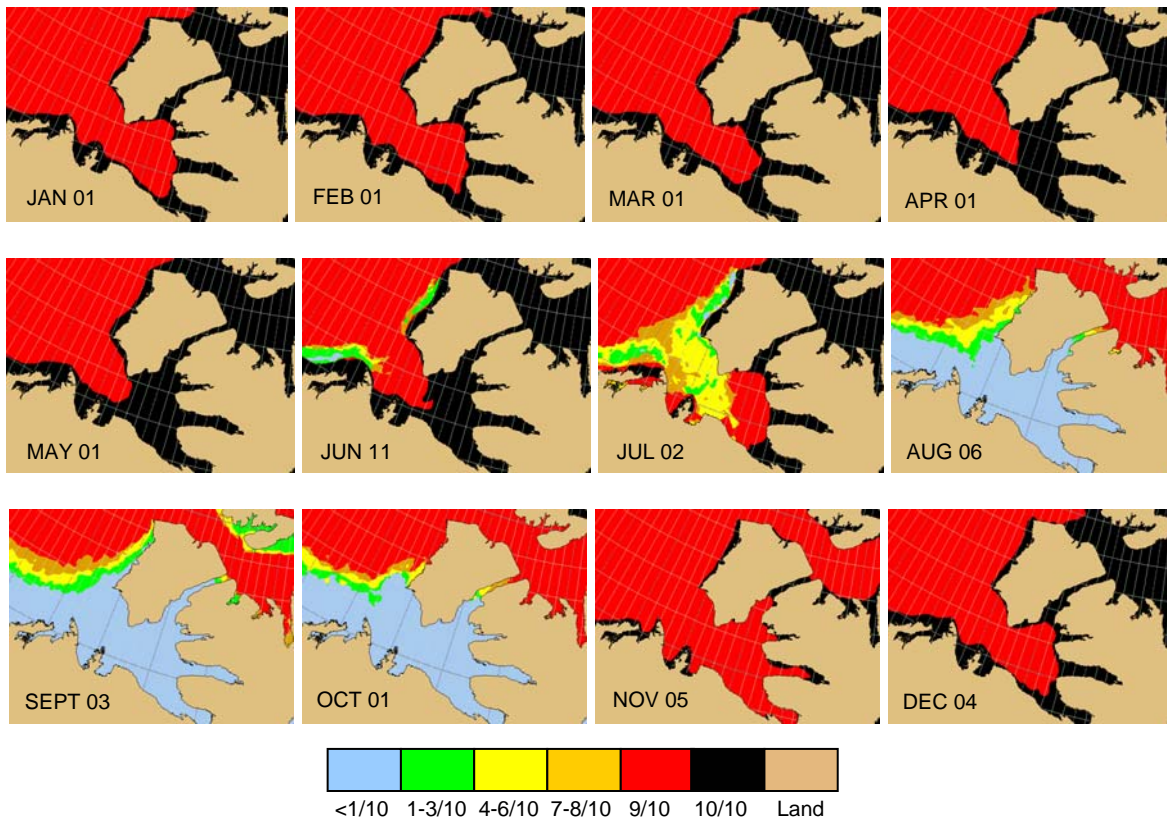 JAN 01 FEB 01 MAR 01 APR 01
MAY 01 JUN 11 JUL 02 AUG 06
SEPT 03 OCT 01 NOV 05 DEC 04
<1/10 1-3/10 4-6/10 7-8/10 9/10 10/10 Land